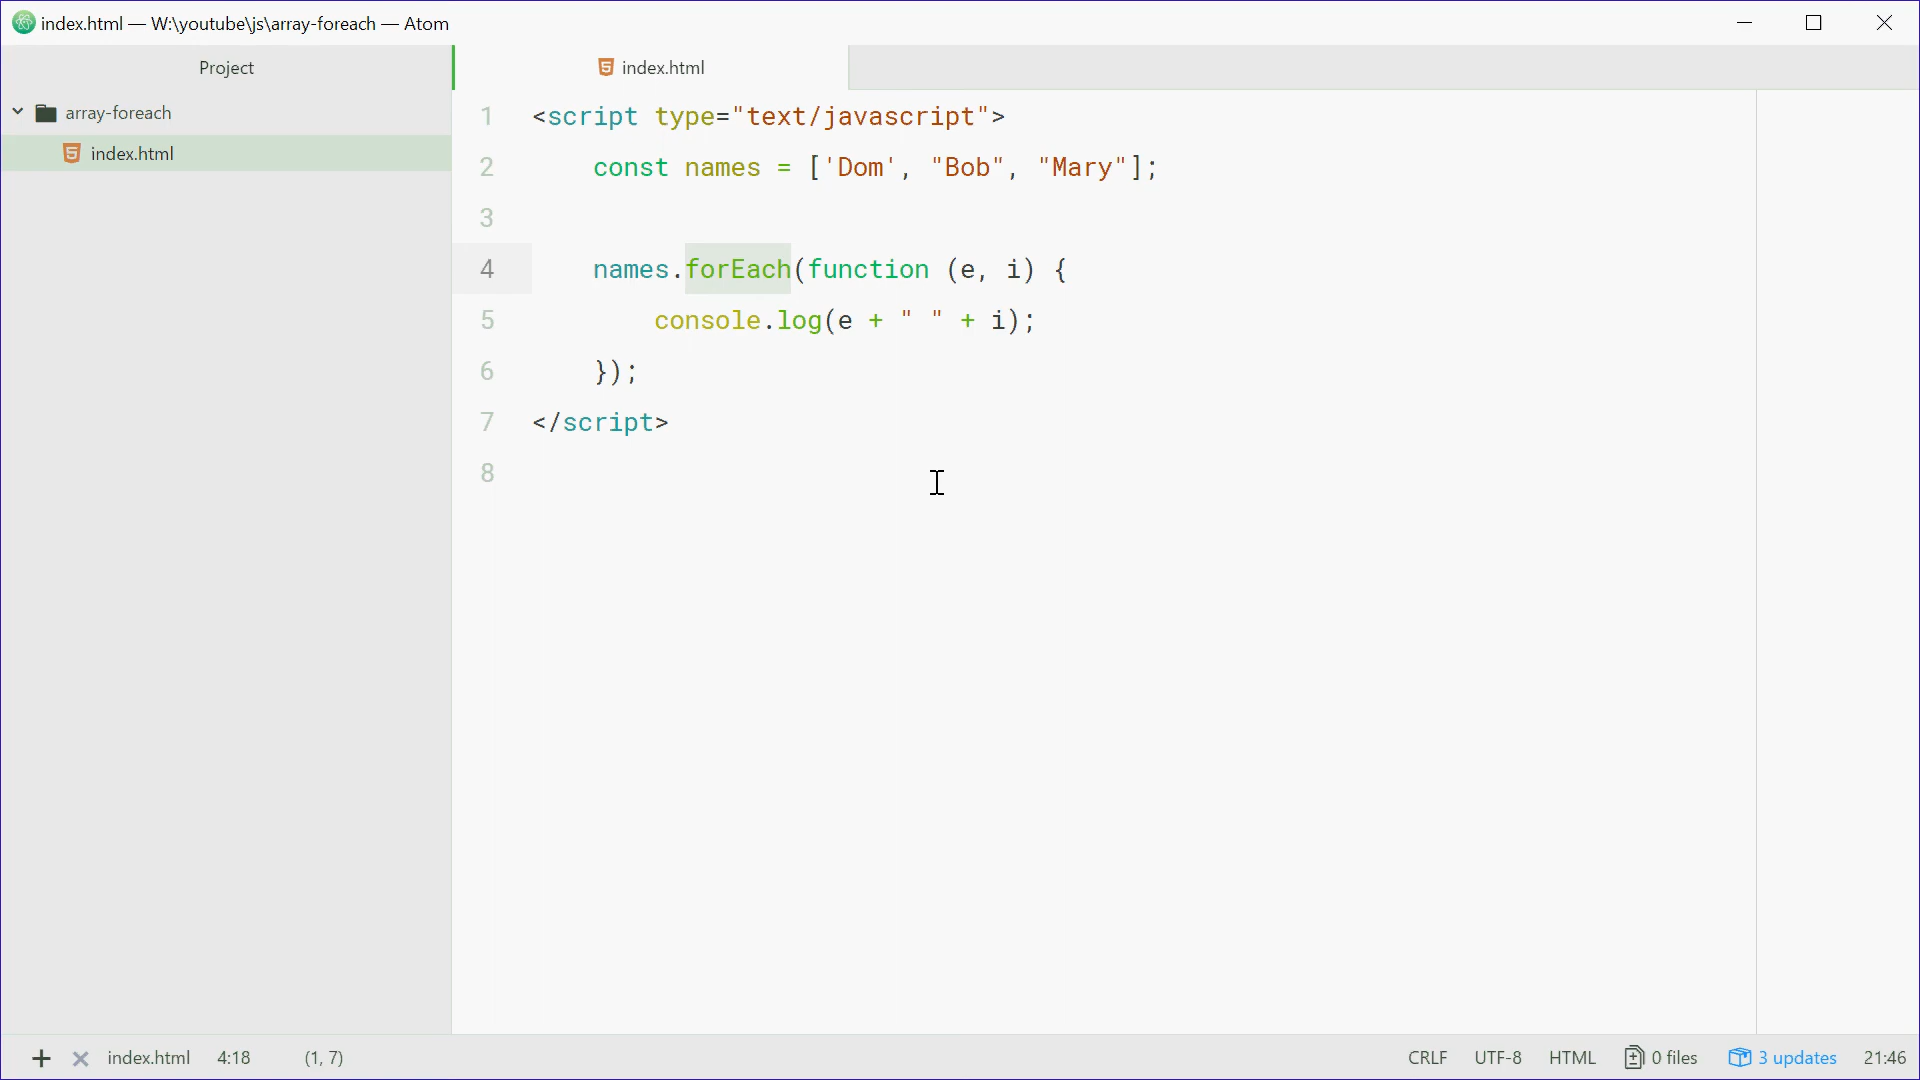 index.html — W:\youtube\js\array-foreach — Atom
Project
index.html
array-foreach
index.html
1 <script type="text/javascript">
2     const names = ['Dom', "Bob", "Mary"];
3
4     names.forEach(function (e, i) {
5         console.log(e + " " + i);
6     });
7 </script>
8
index.html 4:18 (1, 7) CRLF UTF-8 HTML 0 files 3 updates 21:46